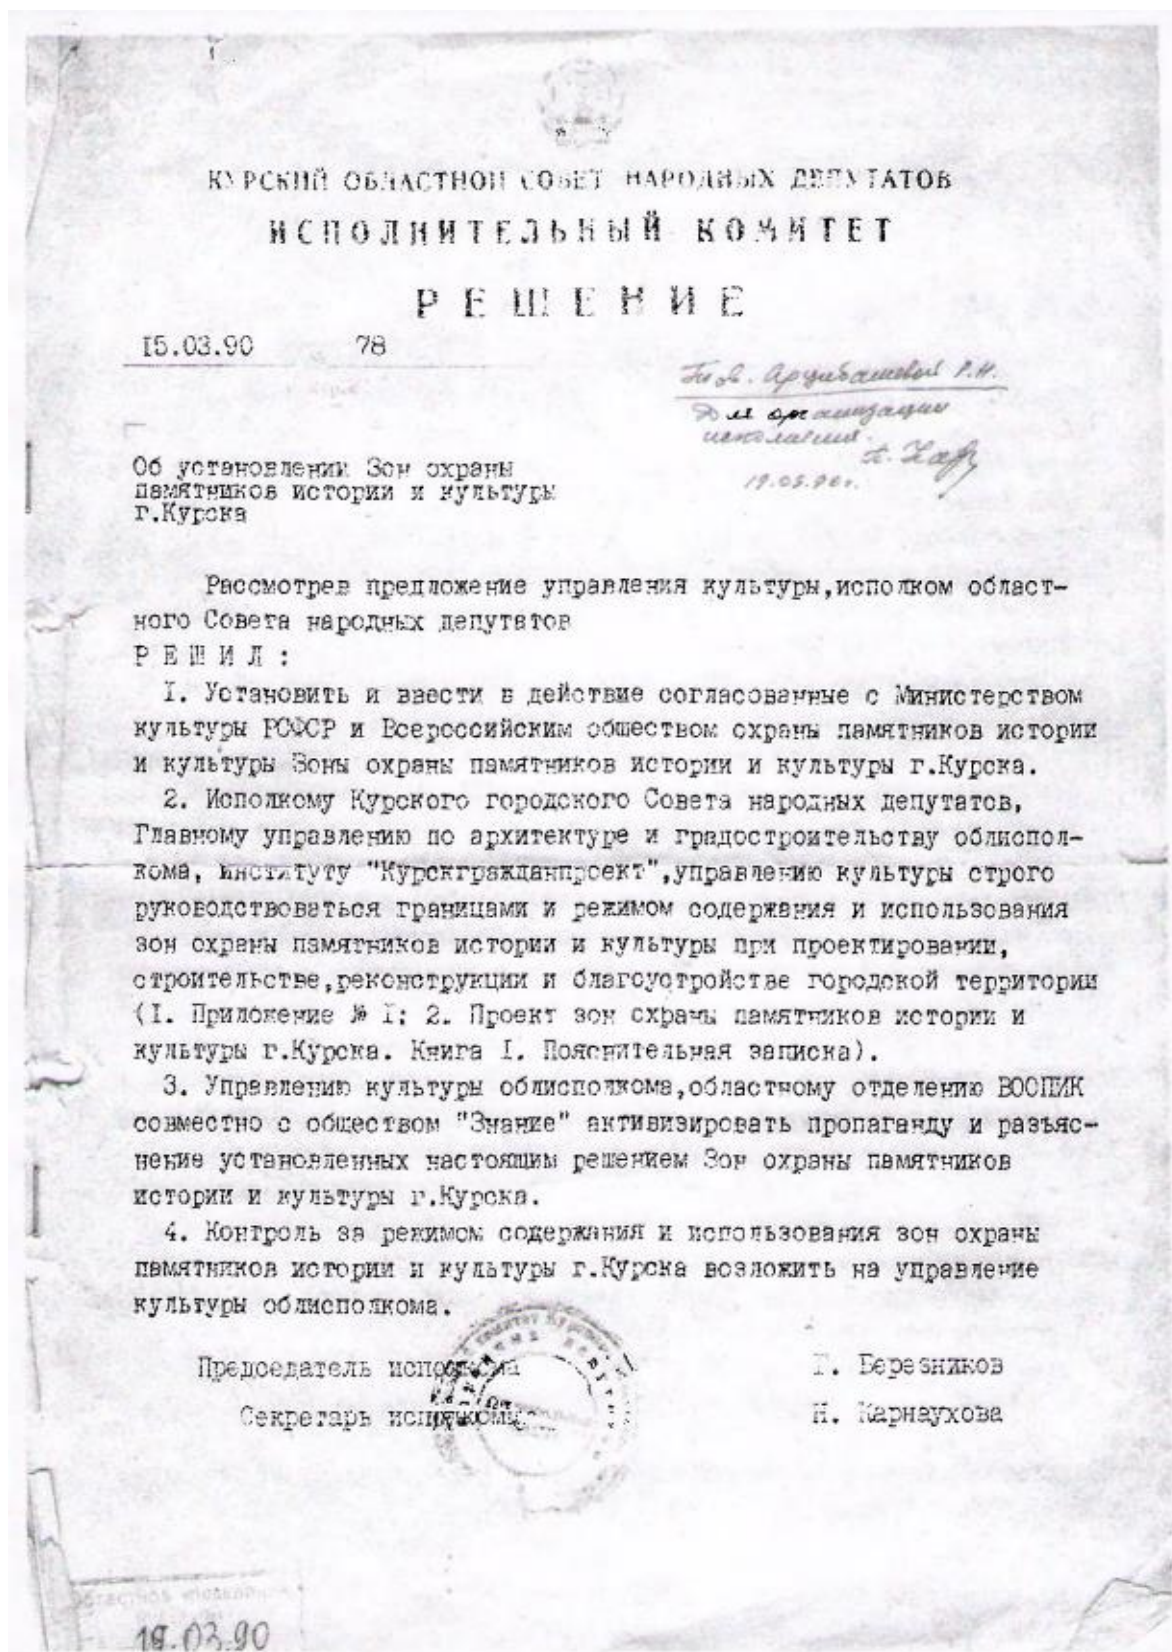 КУРСКИЙ ОБЛАСТНОЙ СОВЕТ НАРОДНЫХ ДЕПУТАТОВ
ИСПОЛНИТЕЛЬНЫЙ КОМИТЕТ
РЕШЕНИЕ
15.03.90 78
Тов. Арцибашевой Р.Н.
Для организации
исполнения.
19.03.90г.
Об установлении Зон охраны
памятников истории и культуры
г.Курска
Рассмотрев предложение управления культуры,исполком област-
ного Совета народных депутатов
РЕШИЛ:
I. Установить и ввести в действие согласованные с Министерством
культуры РСФСР и Всероссийским обществом охраны памятников истории
и культуры Зоны охраны памятников истории и культуры г.Курска.
2. Исполкому Курского городского Совета народных депутатов,
Главному управлению по архитектуре и градостроительству облиспол-
кома, институту "Курскгражданпроект",управлению культуры строго
руководствоваться границами и режимом содержания и использования
зон охраны памятников истории и культуры при проектировании,
строительстве,реконструкции и благоустройстве городской территории
(I. Приложение № I; 2. Проект зон охраны памятников истории и
культуры г.Курска. Книга I. Пояснительная записка).
3. Управлению культуры облисполкома,областному отделению ВООПИК
совместно с обществом "Знание" активизировать пропаганду и разъяс-
нение установленных настоящим решением Зон охраны памятников
истории и культуры г.Курска.
4. Контроль за режимом содержания и использования зон охраны
памятников истории и культуры г.Курска возложить на управление
культуры облисполкома.
Председатель исполкома Г. Березников
Секретарь исполкома Н. Карнаухова
19.03.90